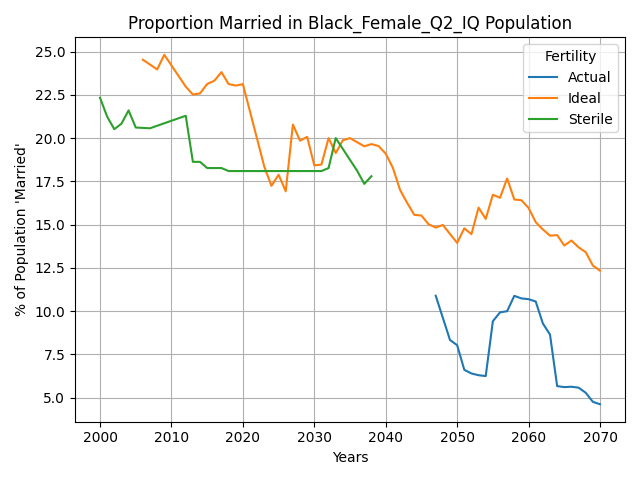 Proportion Married in Black_Female_Q2_IQ Population
% of Population 'Married'
25.0
22.5
20.0
17.5
15.0
12.5
10.0
7.5
5.0
Fertility
Actual
Ideal
Sterile
2000 2010 2020 2030 2040 2050 2060 2070
Years